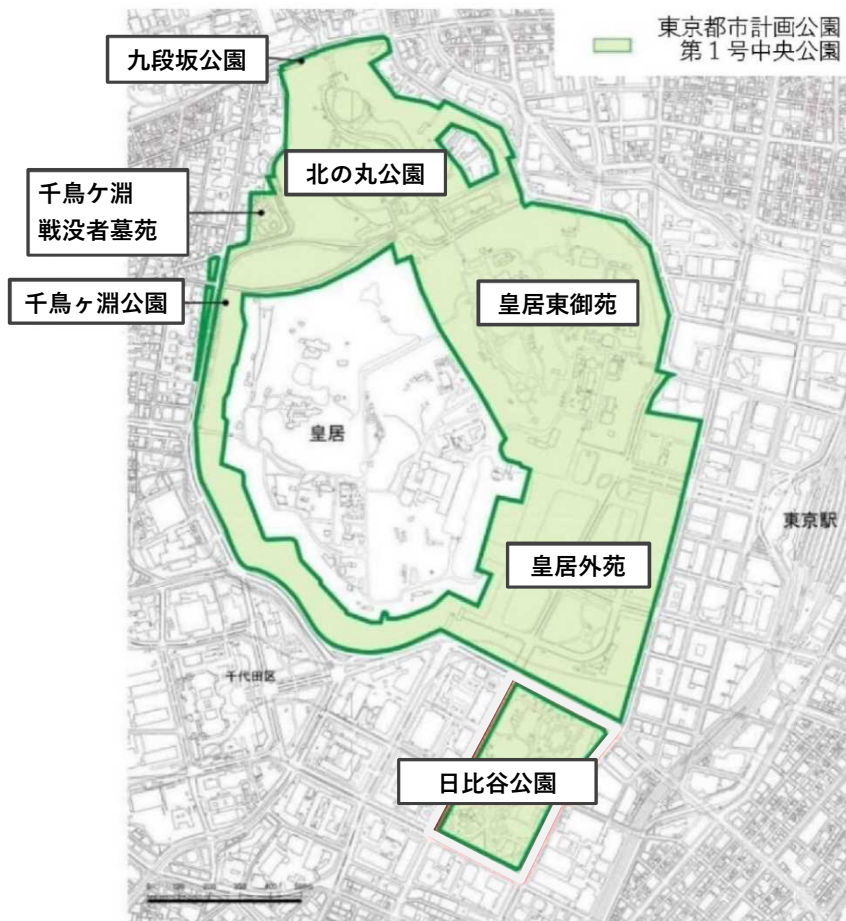 東京都市計画公園
第1号中央公園
九段坂公園
北の丸公園
千鳥ケ淵
戦没者墓苑
千鳥ヶ淵公園
皇居東御苑
皇居
東京駅
皇居外苑
千代田区
日比谷公園